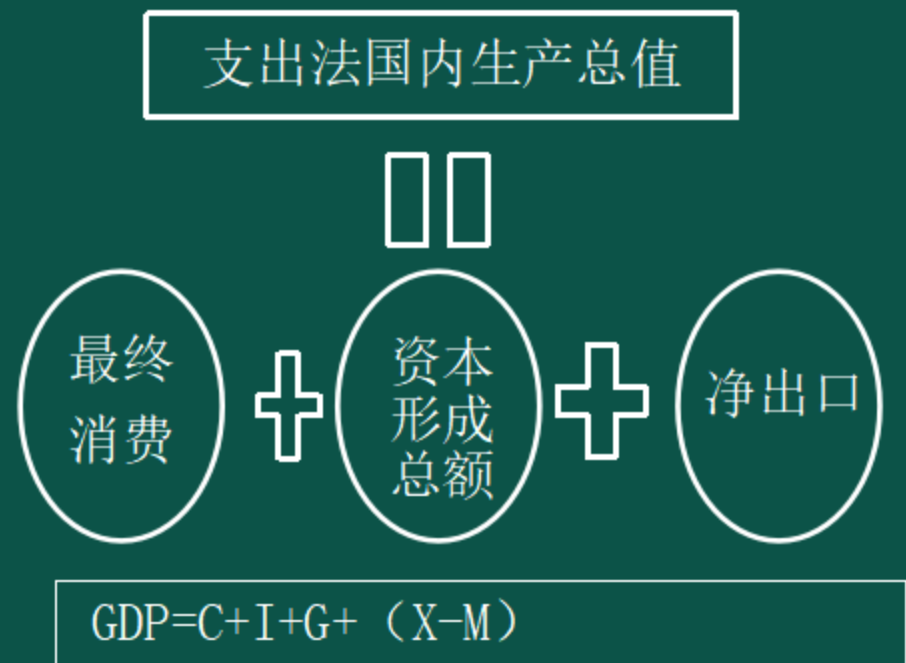 支出法国内生产总值
最终
消费
资本
形成
总额
净出口
GDP=C+I+G+（X-M）